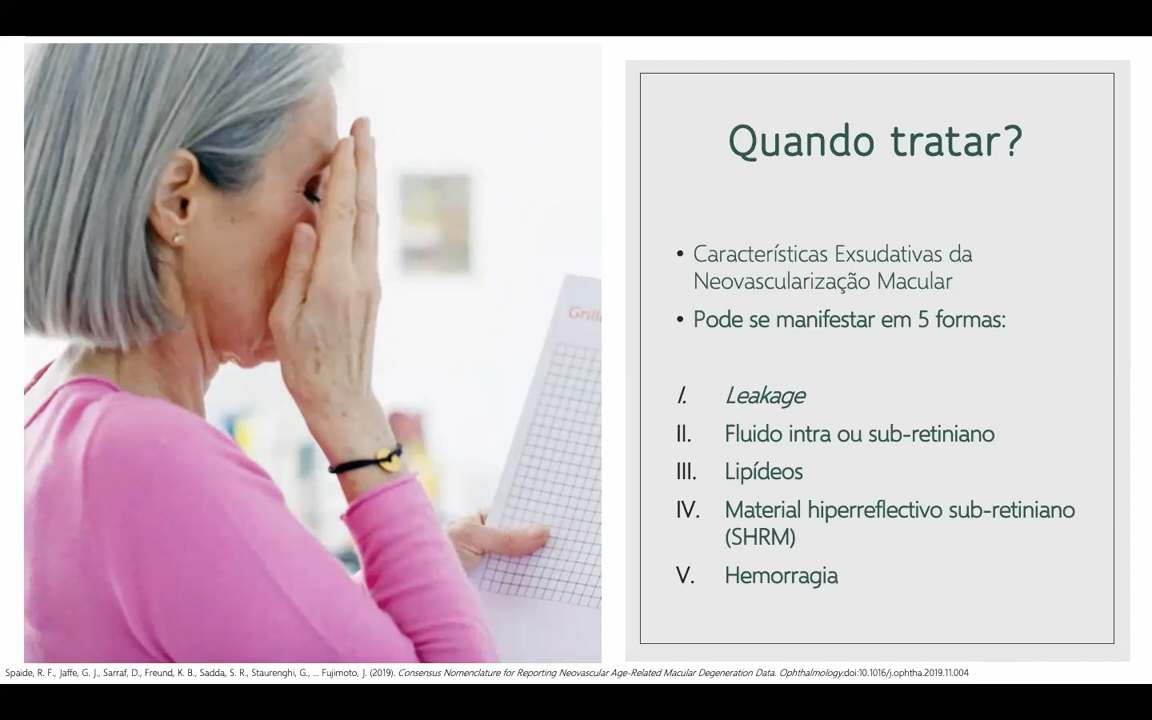 Grill
Quando tratar?
• Características Exsudativas da
Neovascularização Macular
• Pode se manifestar em 5 formas:
I. Leakage
II. Fluido intra ou sub-retiniano
III. Lipídeos
IV. Material hiperreflectivo sub-retiniano
(SHRM)
V. Hemorragia
Spaide, R. F., Jaffe, G. J., Sarraf, D., Freund, K. B., Sadda, S. R., Staurenghi, G., ... Fujimoto, J. (2019). Consensus Nomenclature for Reporting Neovascular Age-Related Macular Degeneration Data. Ophthalmology.doi:10.1016/j.ophtha.2019.11.004